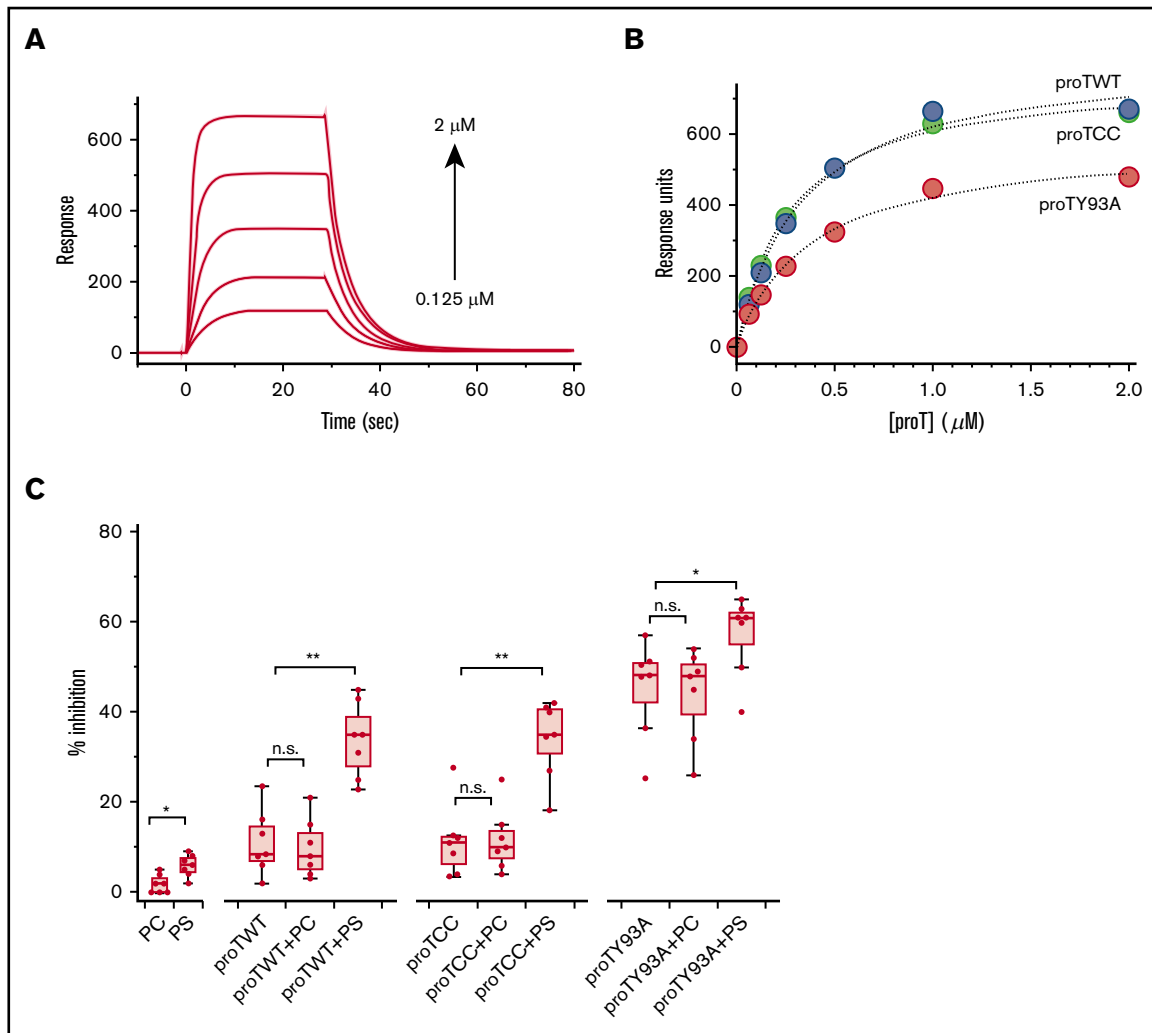 A
B
Response
600
400
200
0
2 μM
0.125 μM
0
20
40
60
80
Time (sec)
Response units
600
400
200
0
proTWT
proTCC
proTY93A
0
0.5
1.0
1.5
2.0
[proT] (μM)
C
% inhibition
80
60
40
20
0
*
n.s.
**
n.s.
**
n.s.
*
PC
PS
proTWT
proTWT+PC
proTWT+PS
proTCC
proTCC+PC
proTCC+PS
proTY93A
proTY93A+PC
proTY93A+PS